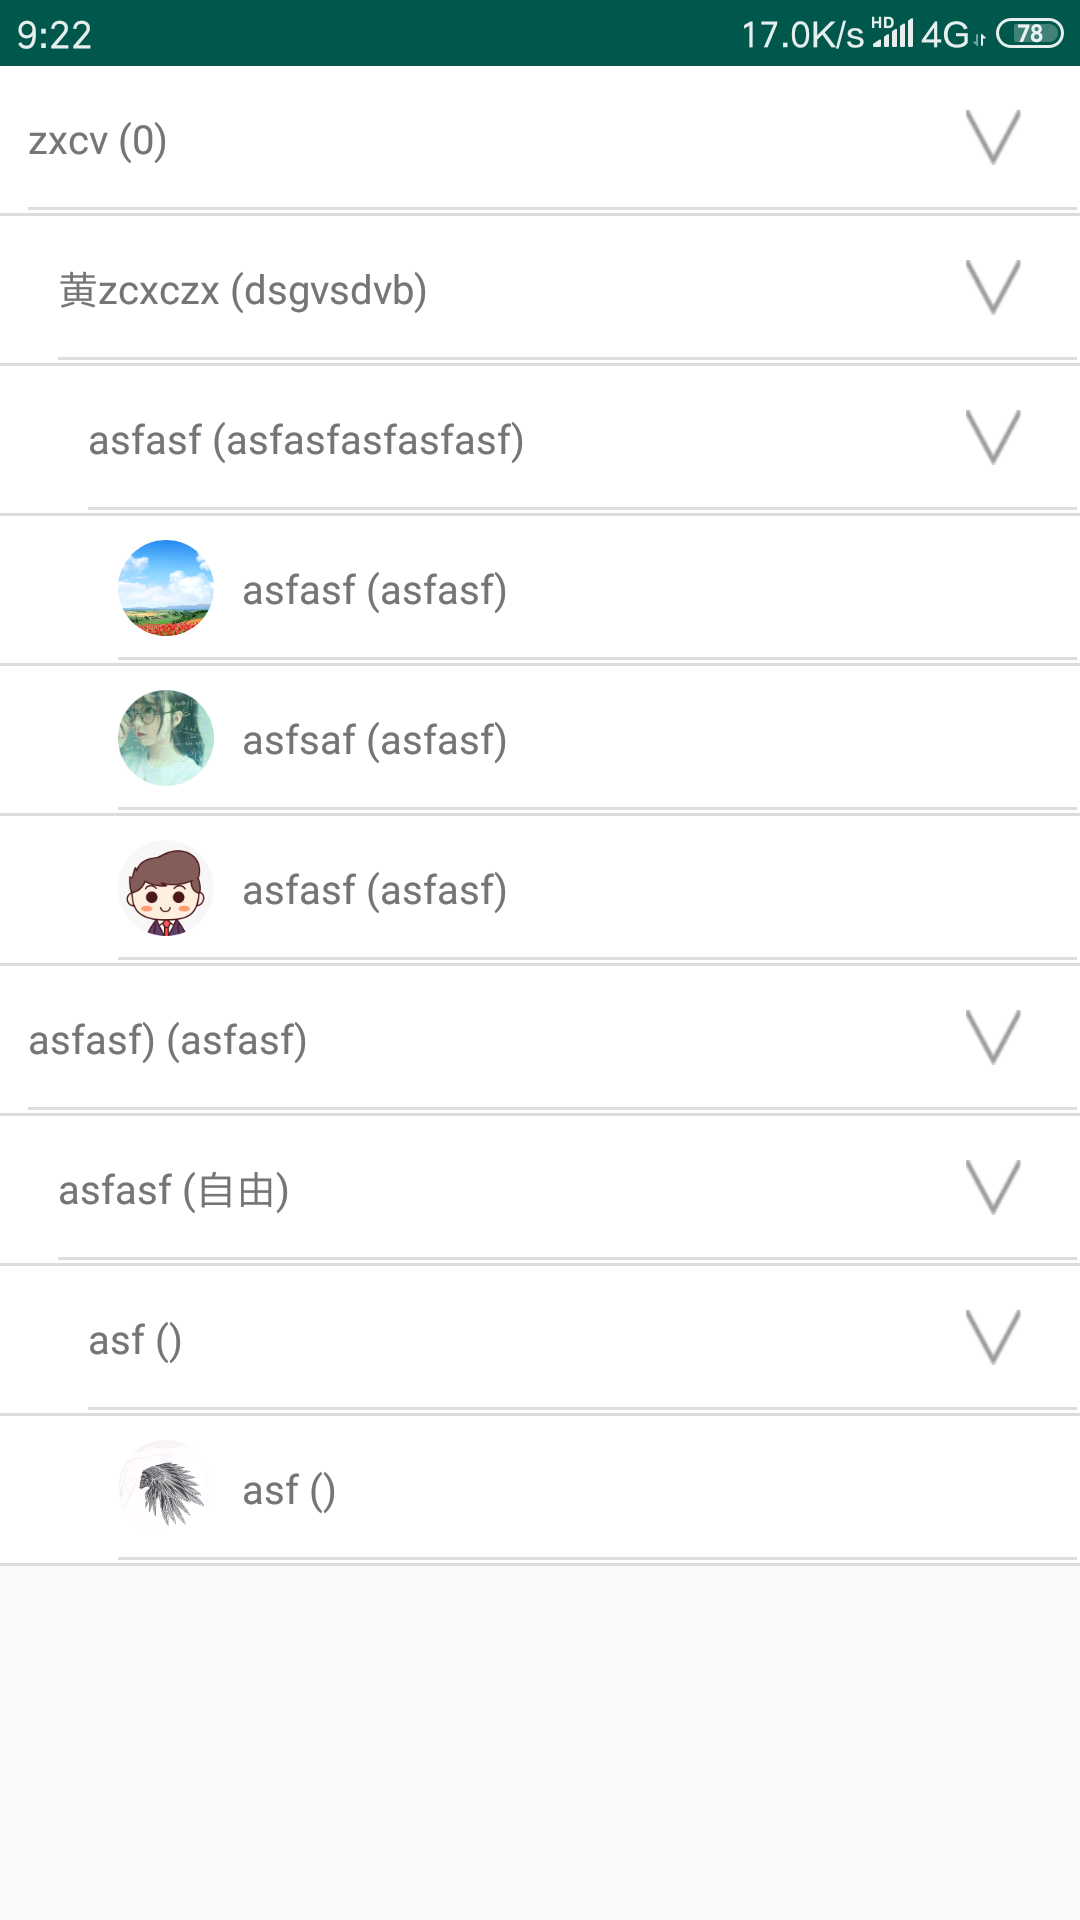 9:22 17.0K/s HD 4G 78
zxcv (0)
黄zcxczx (dsgvsdvb)
asfasf (asfasfasfasfasf)
asfasf (asfasf)
asfsaf (asfasf)
asfasf (asfasf)
asfasf) (asfasf)
asfasf (自由)
asf ()
asf ()